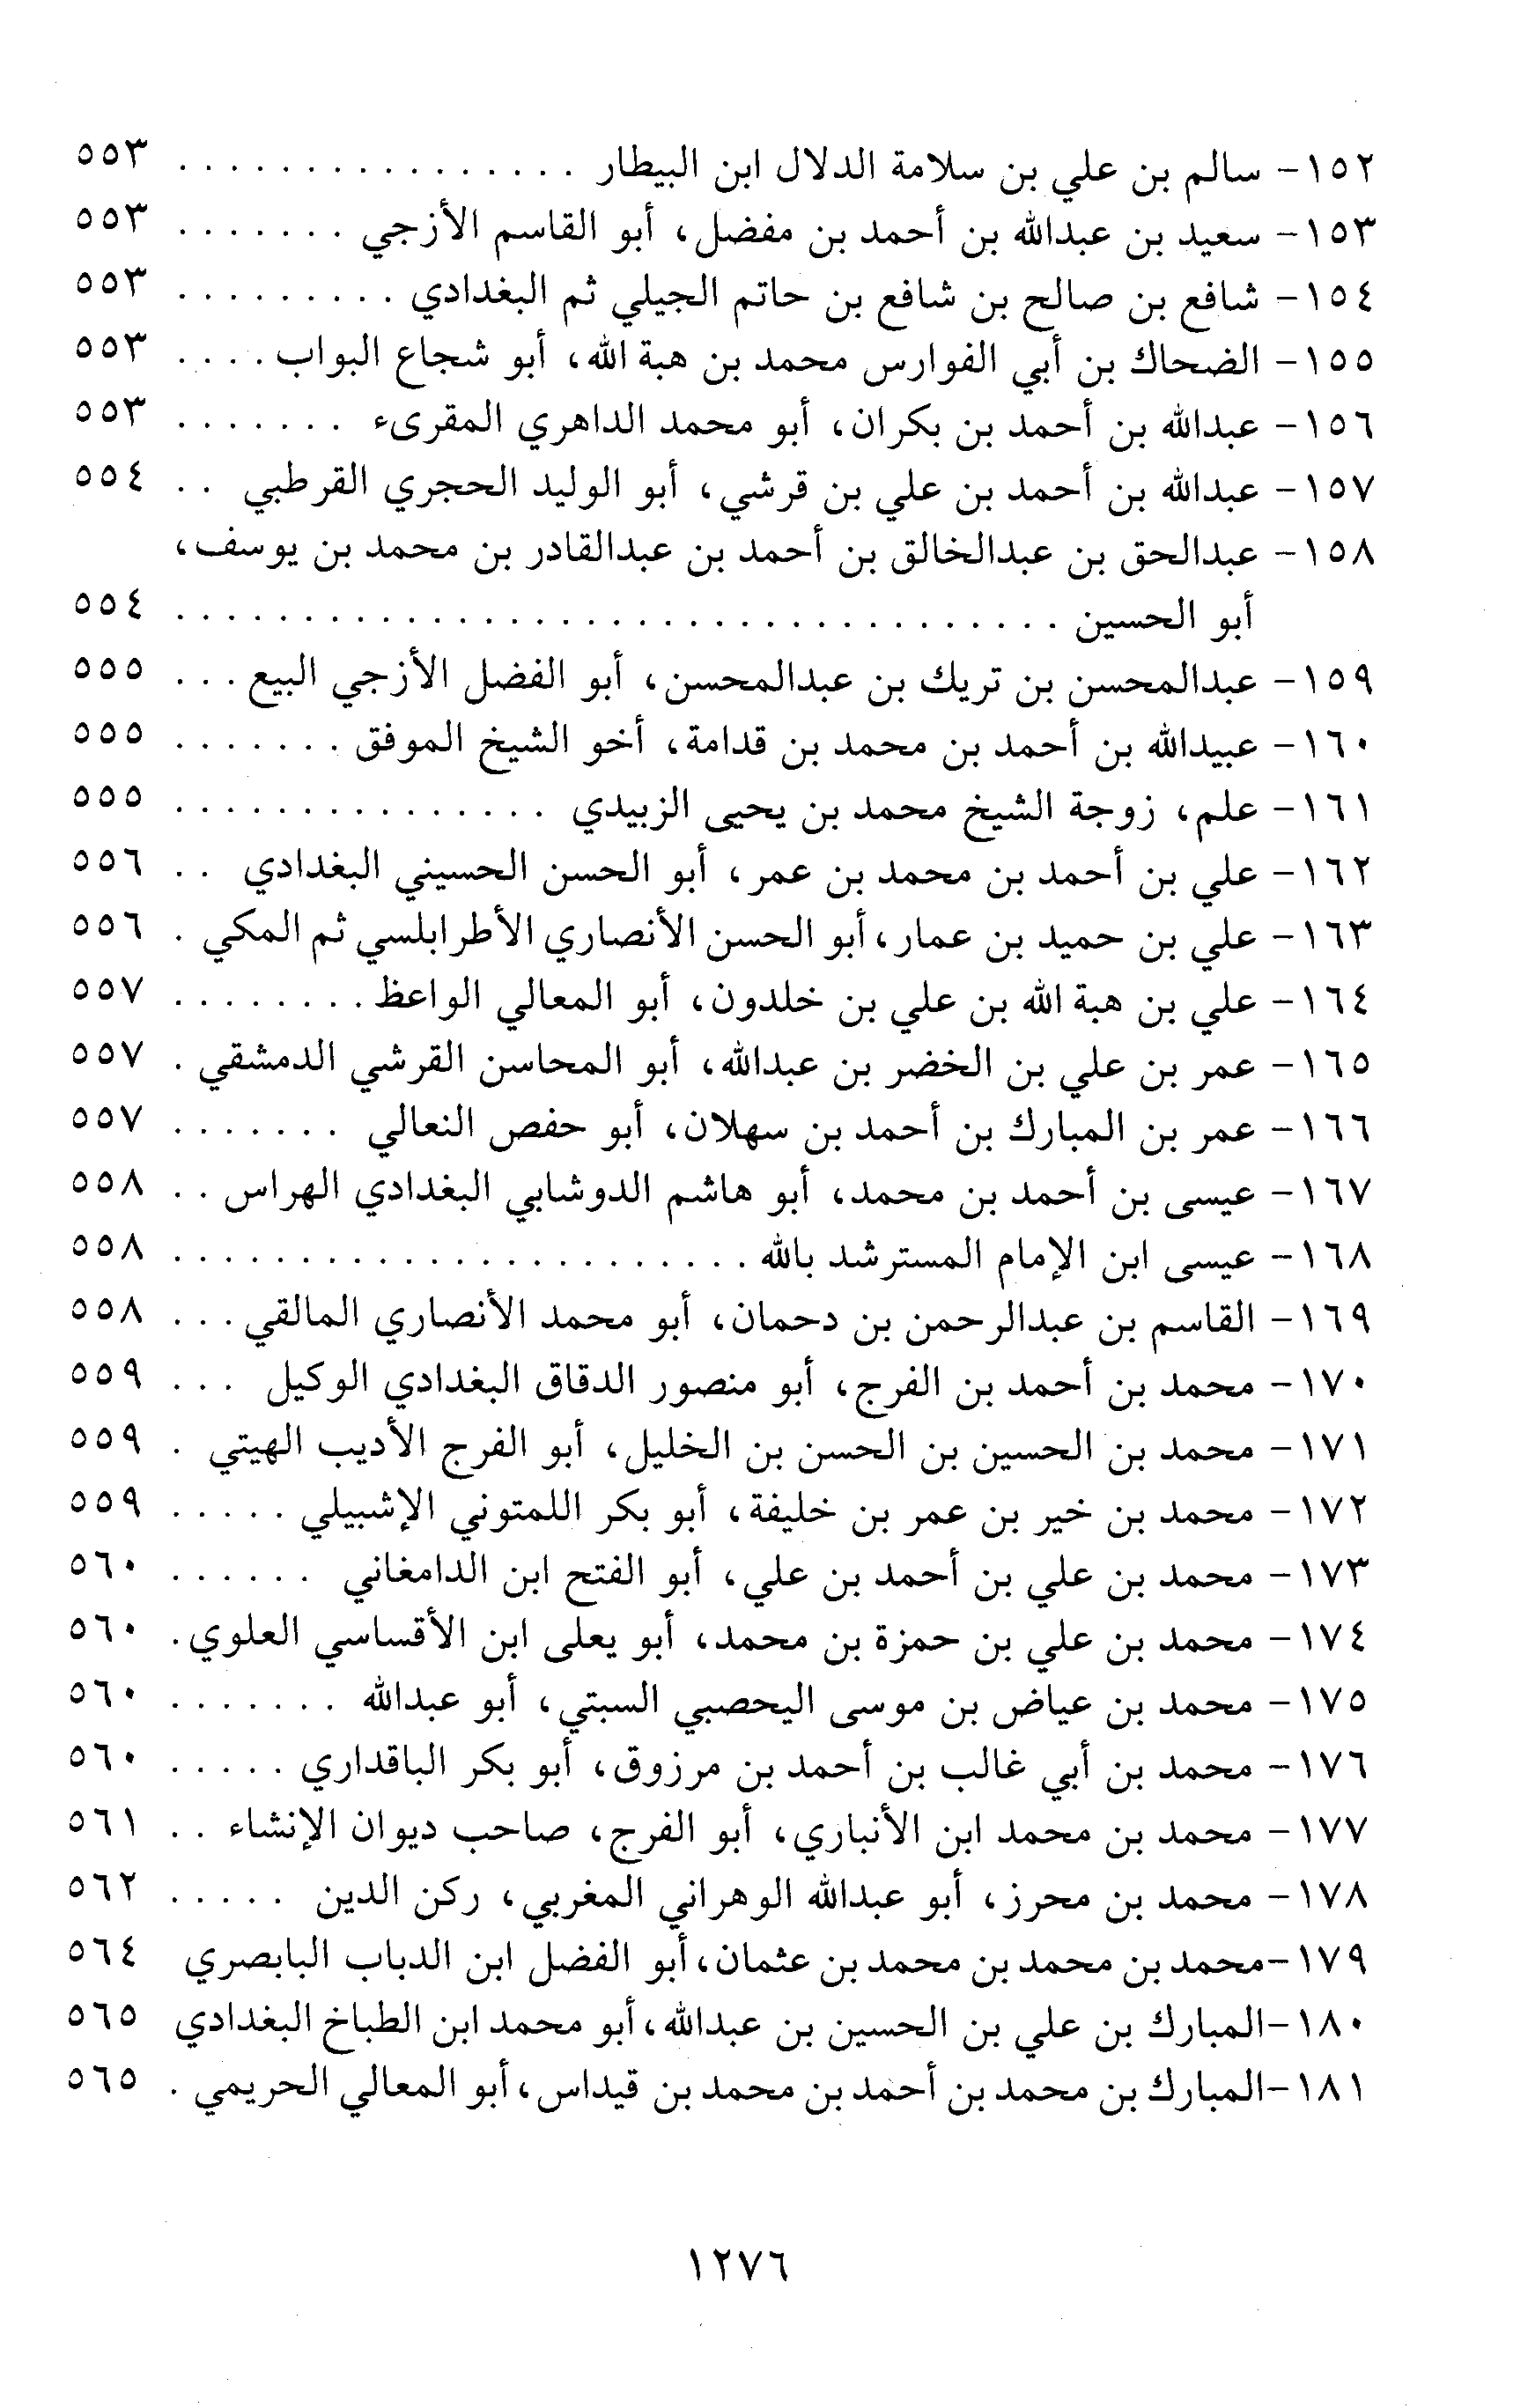 ١٥٢- سالم بن علي بن سلامة الدلال ابن البيطار . . . . . . . . . . . . . . . . ٥٥٣
١٥٣- سعيد بن عبدالله بن أحمد بن مفضل، أبو القاسم الأزجي . . . . . . . ٥٥٣
١٥٤- شافع بن صالح بن شافع بن حاتم الجيلي ثم البغدادي . . . . . . . . . ٥٥٣
١٥٥- الضحاك بن أبي الفوارس محمد بن هبة الله، أبو شجاع البواب . . . . ٥٥٣
١٥٦- عبدالله بن أحمد بن بكران، أبو محمد الداهري المقرىء . . . . . . . ٥٥٣
١٥٧- عبدالله بن أحمد بن علي بن قرشي، أبو الوليد الحجري القرطبي . . ٥٥٤
١٥٨- عبدالحق بن عبدالخالق بن أحمد بن عبدالقادر بن محمد بن يوسف،
أبو الحسين . . . . . . . . . . . . . . . . . . . . . . . . . . . . . . . . . . . ٥٥٤
١٥٩- عبدالمحسن بن تريك بن عبدالمحسن، أبو الفضل الأزجي البيع . . . ٥٥٥
١٦٠- عبيدالله بن أحمد بن محمد بن قدامة، أخو الشيخ الموفق . . . . . . . ٥٥٥
١٦١- علم، زوجة الشيخ محمد بن يحيى الزبيدي . . . . . . . . . . . . . . . ٥٥٥
١٦٢- علي بن أحمد بن محمد بن عمر، أبو الحسن الحسيني البغدادي . . ٥٥٦
١٦٣- علي بن حميد بن عمار، أبو الحسن الأنصاري الأطرابلسي ثم المكي . ٥٥٦
١٦٤- علي بن هبة الله بن علي بن خلدون، أبو المعالي الواعظ . . . . . . . . ٥٥٧
١٦٥- عمر بن علي بن الخضر بن عبدالله، أبو المحاسن القرشي الدمشقي . ٥٥٧
١٦٦- عمر بن المبارك بن أحمد بن سهلان، أبو حفص النعالي . . . . . . . ٥٥٧
١٦٧- عيسى بن أحمد بن محمد، أبو هاشم الدوشابي البغدادي الهراس . . ٥٥٨
١٦٨- عيسى ابن الإمام المسترشد بالله . . . . . . . . . . . . . . . . . . . . . . . ٥٥٨
١٦٩- القاسم بن عبدالرحمن بن دحمان، أبو محمد الأنصاري المالقي . . . ٥٥٨
١٧٠- محمد بن أحمد بن الفرج، أبو منصور الدقاق البغدادي الوكيل . . . ٥٥٩
١٧١- محمد بن الحسين بن الحسن بن الخليل، أبو الفرج الأديب الهيتي . ٥٥٩
١٧٢- محمد بن خير بن عمر بن خليفة، أبو بكر اللمتوني الإشبيلي . . . . . ٥٥٩
١٧٣- محمد بن علي بن أحمد بن علي، أبو الفتح ابن الدامغاني . . . . . . ٥٦٠
١٧٤- محمد بن علي بن حمزة بن محمد، أبو يعلى ابن الأقساسي العلوي . ٥٦٠
١٧٥- محمد بن عياض بن موسى اليحصبي السبتي، أبو عبدالله . . . . . . . ٥٦٠
١٧٦- محمد بن أبي غالب بن أحمد بن مرزوق، أبو بكر الباقداري . . . . . ٥٦٠
١٧٧- محمد بن محمد ابن الأنباري، أبو الفرج، صاحب ديوان الإنشاء . . ٥٦١
١٧٨- محمد بن محرز، أبو عبدالله الوهراني المغربي، ركن الدين . . . . . ٥٦٢
١٧٩-محمد بن محمد بن محمد بن عثمان، أبو الفضل ابن الدباب البابصري ٥٦٤
١٨٠-المبارك بن علي بن الحسين بن عبدالله، أبو محمد ابن الطباخ البغدادي ٥٦٥
١٨١-المبارك بن محمد بن أحمد بن محمد بن قيداس، أبو المعالي الحريمي . ٥٦٥
١٢٧٦